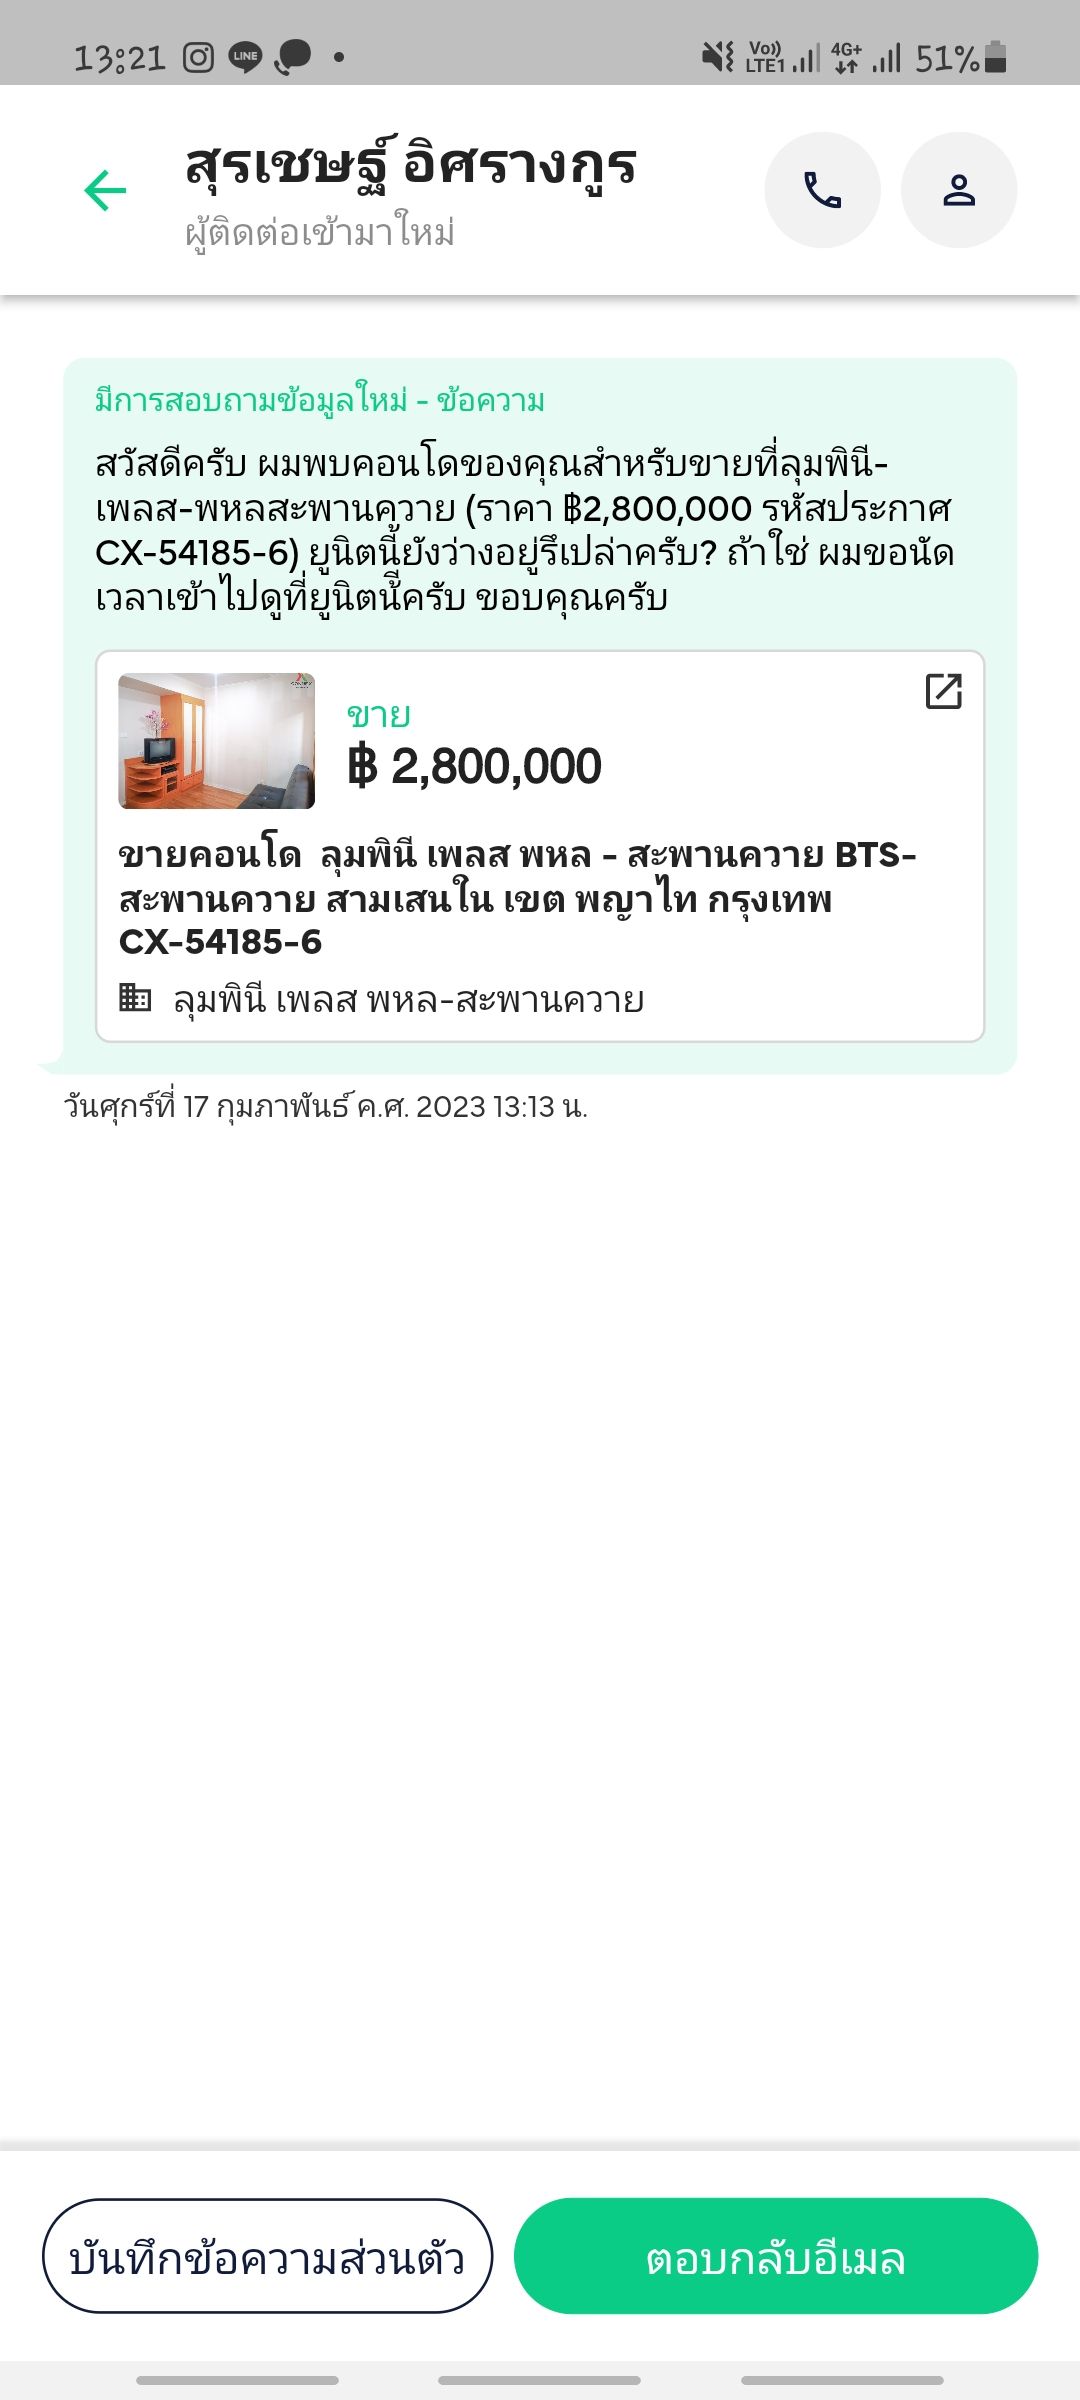 13:21
LINE
Vo))
LTE1
4G+
51%
สุรเชษฐ์ อิศรางกูร
ผู้ติดต่อเข้ามาใหม่
มีการสอบถามข้อมูลใหม่ - ข้อความ
สวัสดีครับ ผมพบคอนโดของคุณสำหรับขายที่ลุมพินี-
เพลส-พหลสะพานควาย (ราคา ฿2,800,000 รหัสประกาศ
CX-54185-6) ยูนิตนี้ยังว่างอยู่รึเปล่าครับ? ถ้าใช่ ผมขอนัด
เวลาเข้าไปดูที่ยูนิตนี้ครับ ขอบคุณครับ
ขาย
฿ 2,800,000
ขายคอนโด  ลุมพินี เพลส พหล - สะพานควาย BTS-
สะพานควาย สามเสนใน เขต พญาไท กรุงเทพ
CX-54185-6
ลุมพินี เพลส พหล-สะพานควาย
วันศุกร์ที่ 17 กุมภาพันธ์ ค.ศ. 2023 13:13 น.
บันทึกข้อความส่วนตัว
ตอบกลับอีเมล